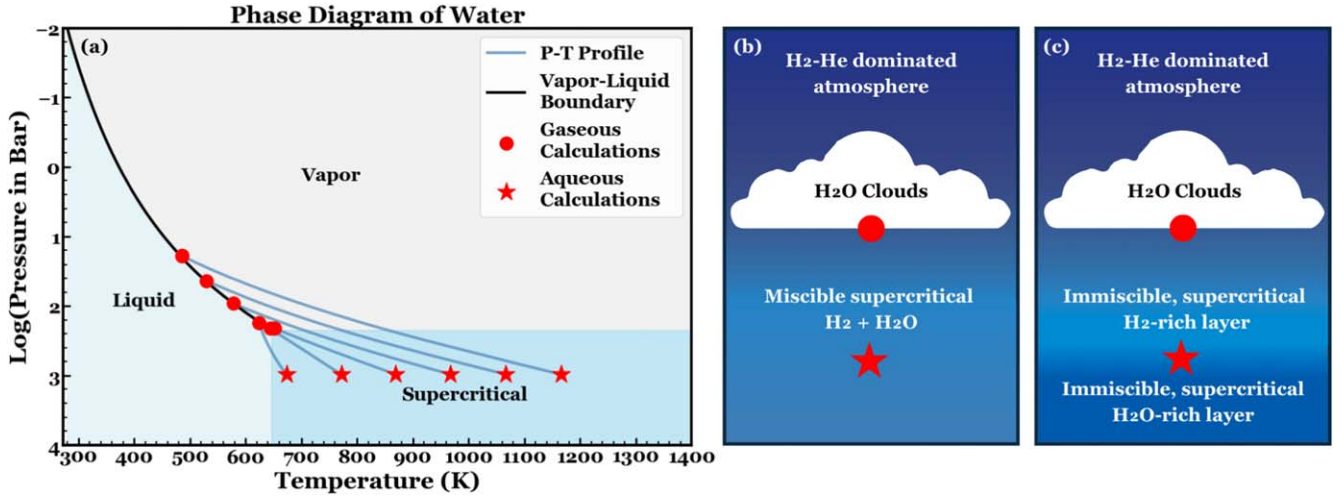 Phase Diagram of Water
(a)
P-T Profile
Vapor-Liquid
Boundary
Gaseous
Calculations
Aqueous
Calculations
Vapor
Liquid
Supercritical
Log(Pressure in Bar)
−2
−1
0
1
2
3
4
300 400 500 600 700 800 900 1000 1100 1200 1300 1400
Temperature (K)
(b)
H2-He dominated
atmosphere
H2O Clouds
Miscible supercritical
H2 + H2O
(c)
H2-He dominated
atmosphere
H2O Clouds
Immiscible, supercritical
H2-rich layer
Immiscible, supercritical
H2O-rich layer